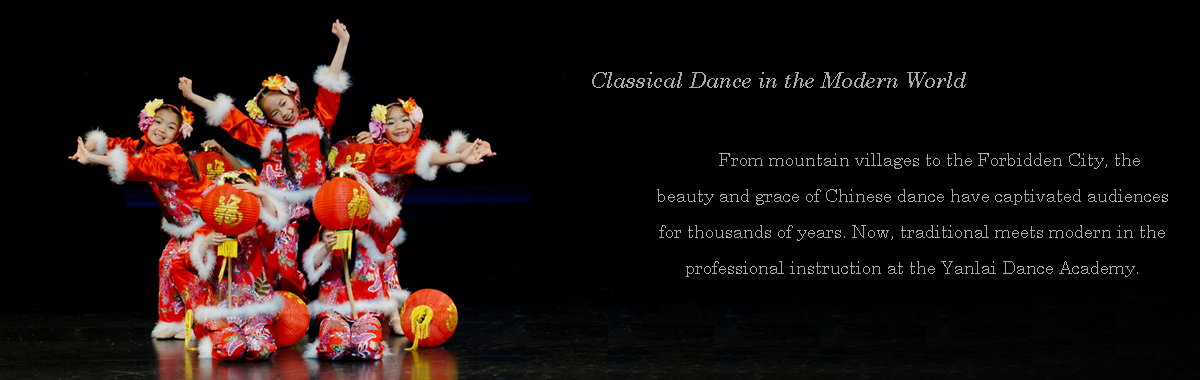 Classical Dance in the Modern World
From mountain villages to the Forbidden City, the
beauty and grace of Chinese dance have captivated audiences
for thousands of years. Now, traditional meets modern in the
professional instruction at the Yanlai Dance Academy.